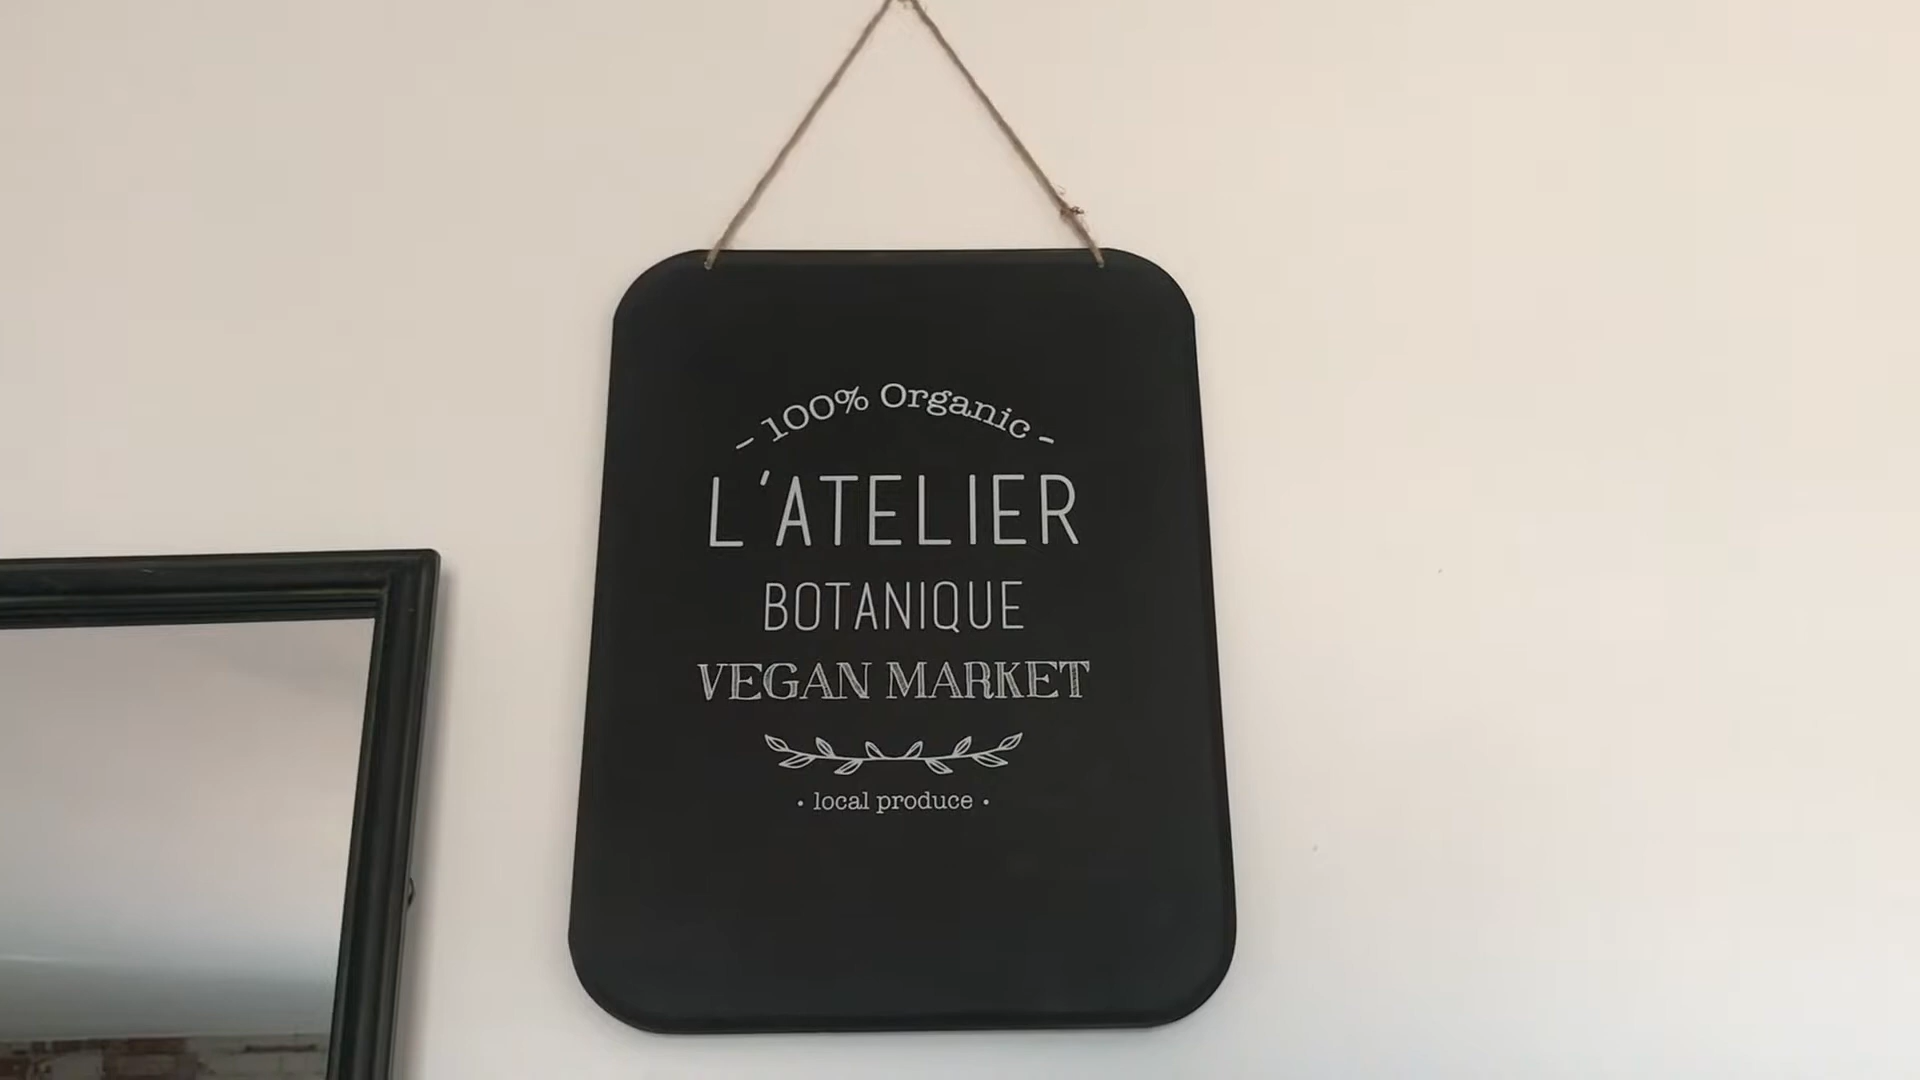 - 100% Organic -
L'ATELIER
BOTANIQUE
VEGAN MARKET
• local produce •